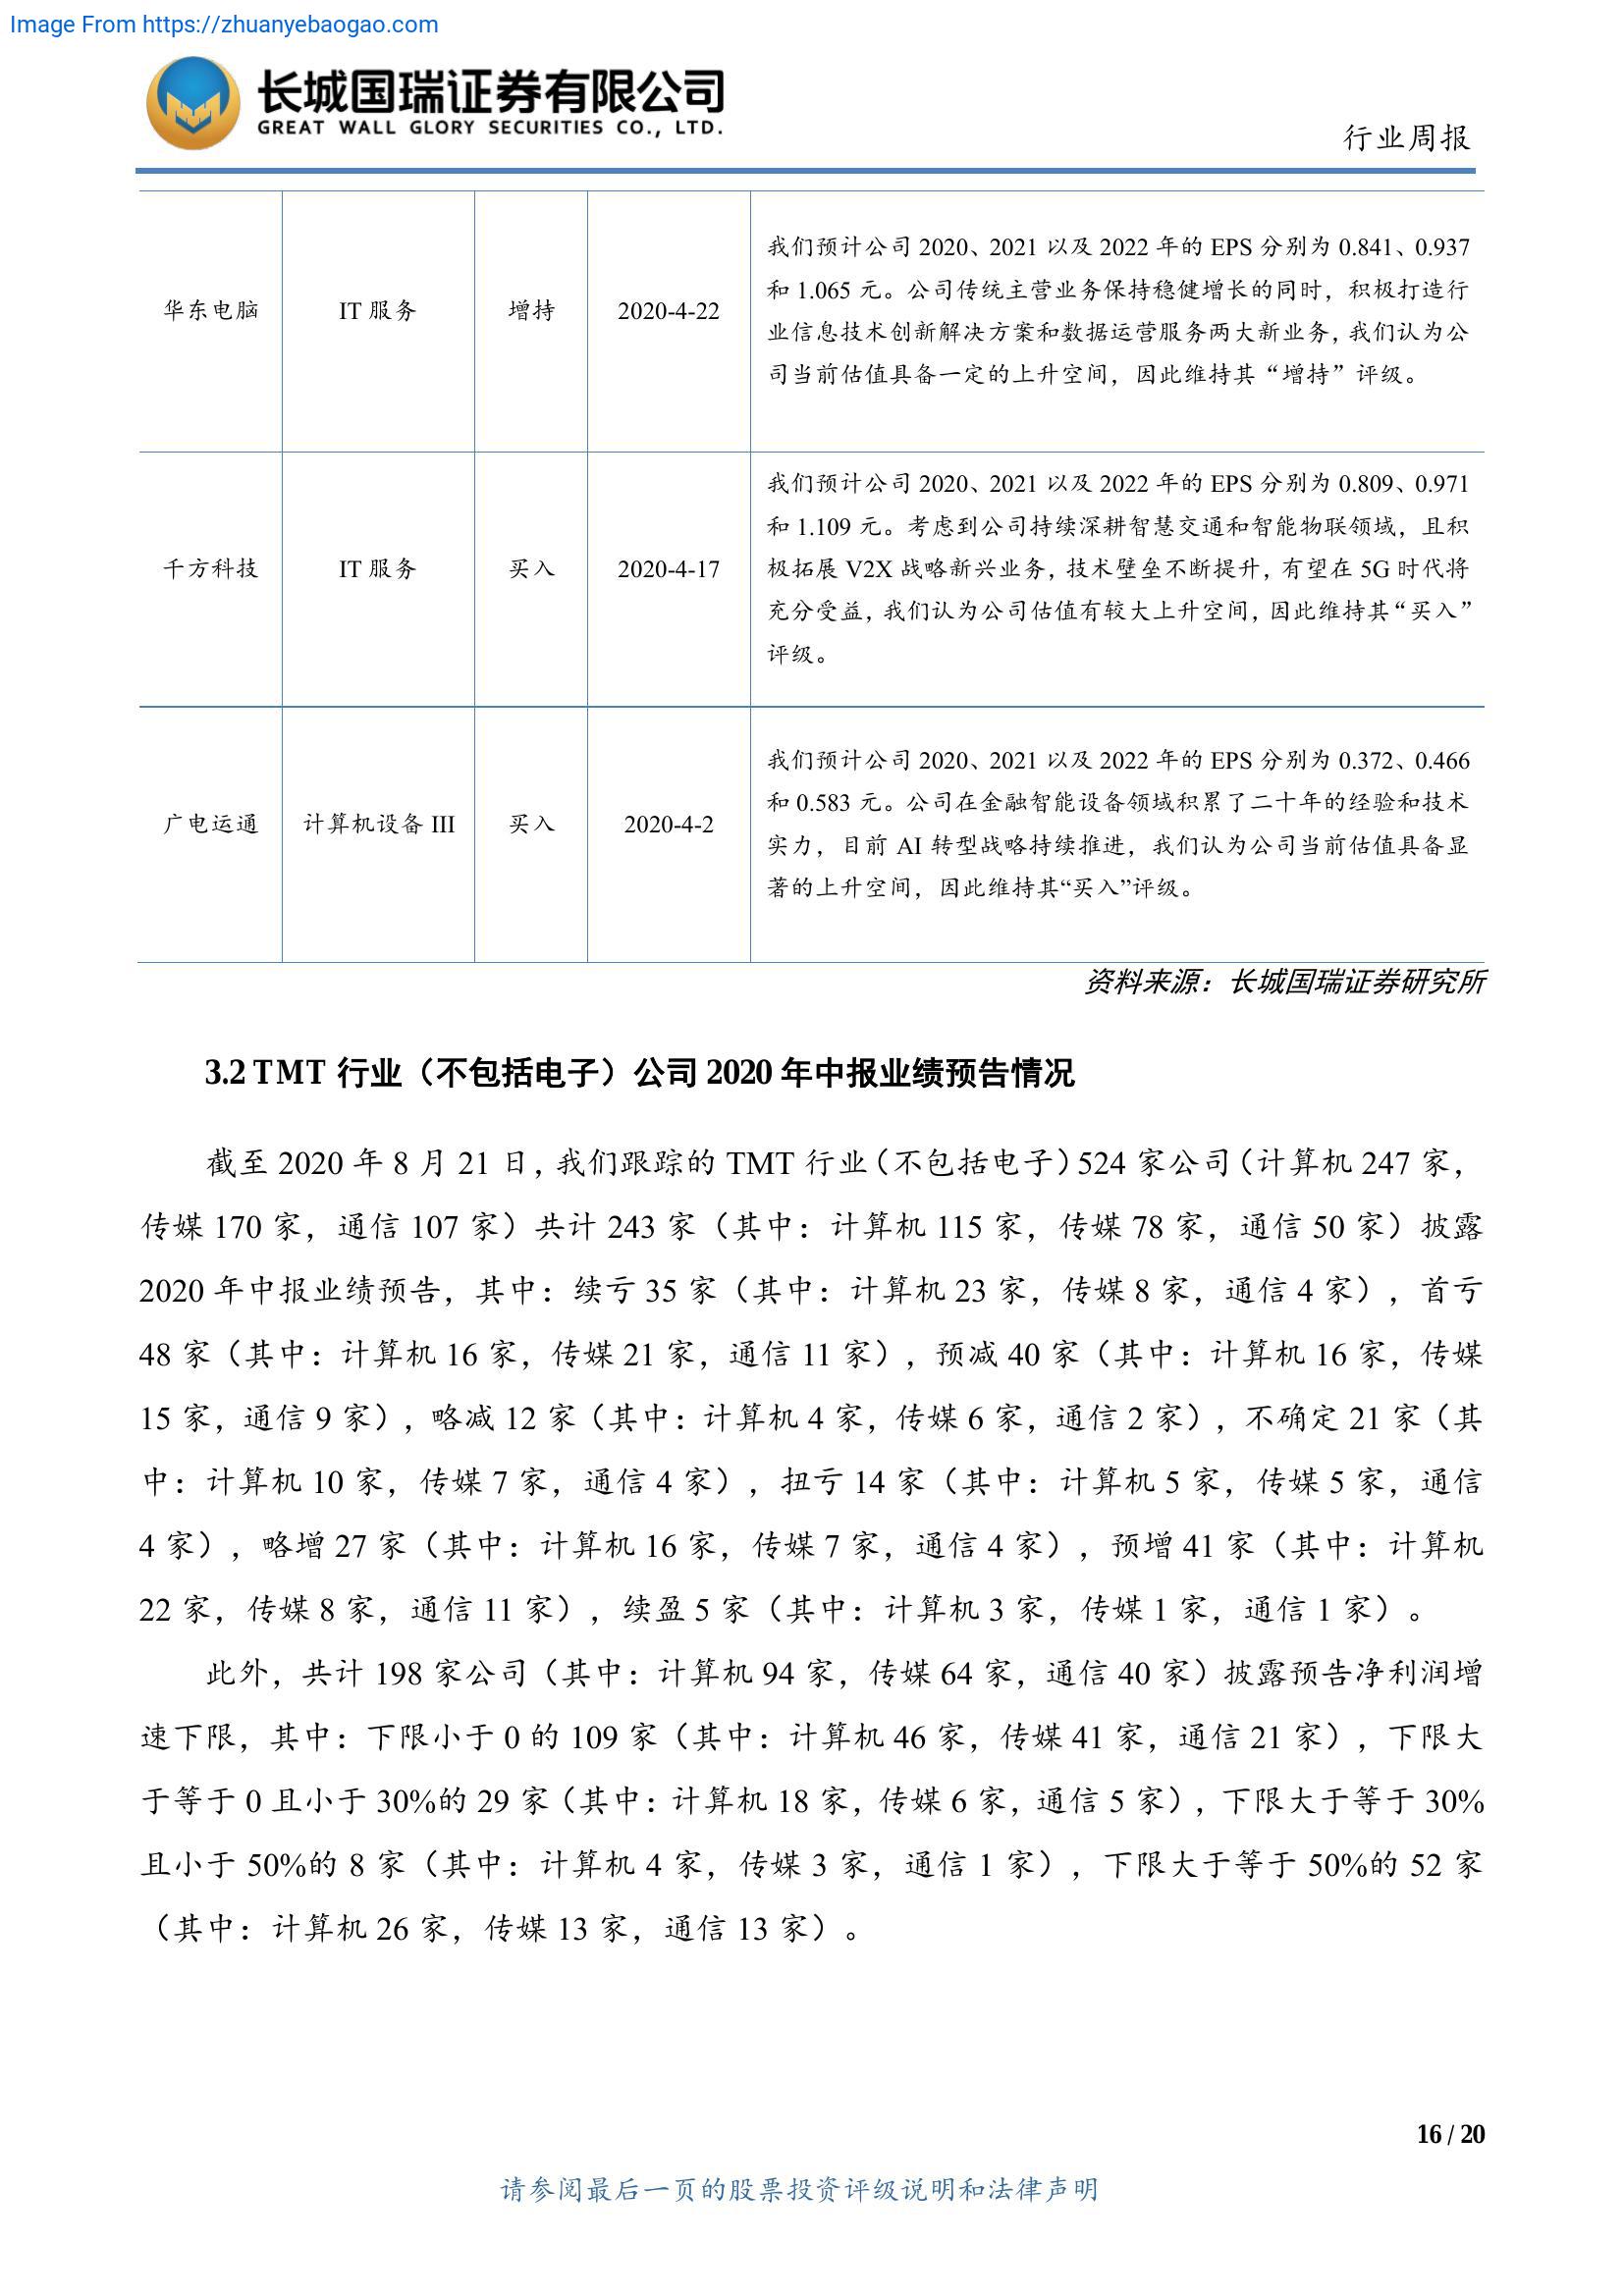 Image From https://zhuanyebaogao.com
长城国瑞证券有限公司
GREAT WALL GLORY SECURITIES CO., LTD.
行业周报
华东电脑
IT 服务
增持
2020-4-22
我们预计公司 2020、2021 以及 2022 年的 EPS 分别为 0.841、0.937
和 1.065 元。公司传统主营业务保持稳健增长的同时，积极打造行
业信息技术创新解决方案和数据运营服务两大新业务，我们认为公
司当前估值具备一定的上升空间，因此维持其“增持”评级。
千方科技
IT 服务
买入
2020-4-17
我们预计公司 2020、2021 以及 2022 年的 EPS 分别为 0.809、0.971
和 1.109 元。考虑到公司持续深耕智慧交通和智能物联领域，且积
极拓展 V2X 战略新兴业务，技术壁垒不断提升，有望在 5G 时代将
充分受益，我们认为公司估值有较大上升空间，因此维持其“买入”
评级。
广电运通
计算机设备 III
买入
2020-4-2
我们预计公司 2020、2021 以及 2022 年的 EPS 分别为 0.372、0.466
和 0.583 元。公司在金融智能设备领域积累了二十年的经验和技术
实力，目前 AI 转型战略持续推进，我们认为公司当前估值具备显
著的上升空间，因此维持其“买入”评级。
资料来源：长城国瑞证券研究所
3.2 TMT 行业（不包括电子）公司 2020 年中报业绩预告情况
截至 2020 年 8 月 21 日，我们跟踪的 TMT 行业（不包括电子）524 家公司（计算机 247 家，
传媒 170 家，通信 107 家）共计 243 家（其中：计算机 115 家，传媒 78 家，通信 50 家）披露
2020 年中报业绩预告，其中：续亏 35 家（其中：计算机 23 家，传媒 8 家，通信 4 家），首亏
48 家（其中：计算机 16 家，传媒 21 家，通信 11 家），预减 40 家（其中：计算机 16 家，传媒
15 家，通信 9 家），略减 12 家（其中：计算机 4 家，传媒 6 家，通信 2 家），不确定 21 家（其
中：计算机 10 家，传媒 7 家，通信 4 家），扭亏 14 家（其中：计算机 5 家，传媒 5 家，通信
4 家），略增 27 家（其中：计算机 16 家，传媒 7 家，通信 4 家），预增 41 家（其中：计算机
22 家，传媒 8 家，通信 11 家），续盈 5 家（其中：计算机 3 家，传媒 1 家，通信 1 家）。
此外，共计 198 家公司（其中：计算机 94 家，传媒 64 家，通信 40 家）披露预告净利润增
速下限，其中：下限小于 0 的 109 家（其中：计算机 46 家，传媒 41 家，通信 21 家），下限大
于等于 0 且小于 30%的 29 家（其中：计算机 18 家，传媒 6 家，通信 5 家），下限大于等于 30%
且小于 50%的 8 家（其中：计算机 4 家，传媒 3 家，通信 1 家），下限大于等于 50%的 52 家
（其中：计算机 26 家，传媒 13 家，通信 13 家）。
16 / 20
请参阅最后一页的股票投资评级说明和法律声明